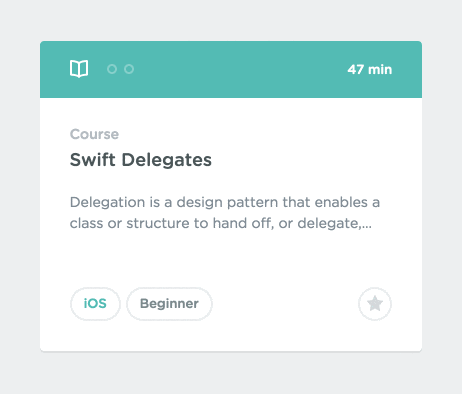 47 min
Course
Swift Delegates
Delegation is a design pattern that enables a
class or structure to hand off, or delegate,...
iOS
Beginner